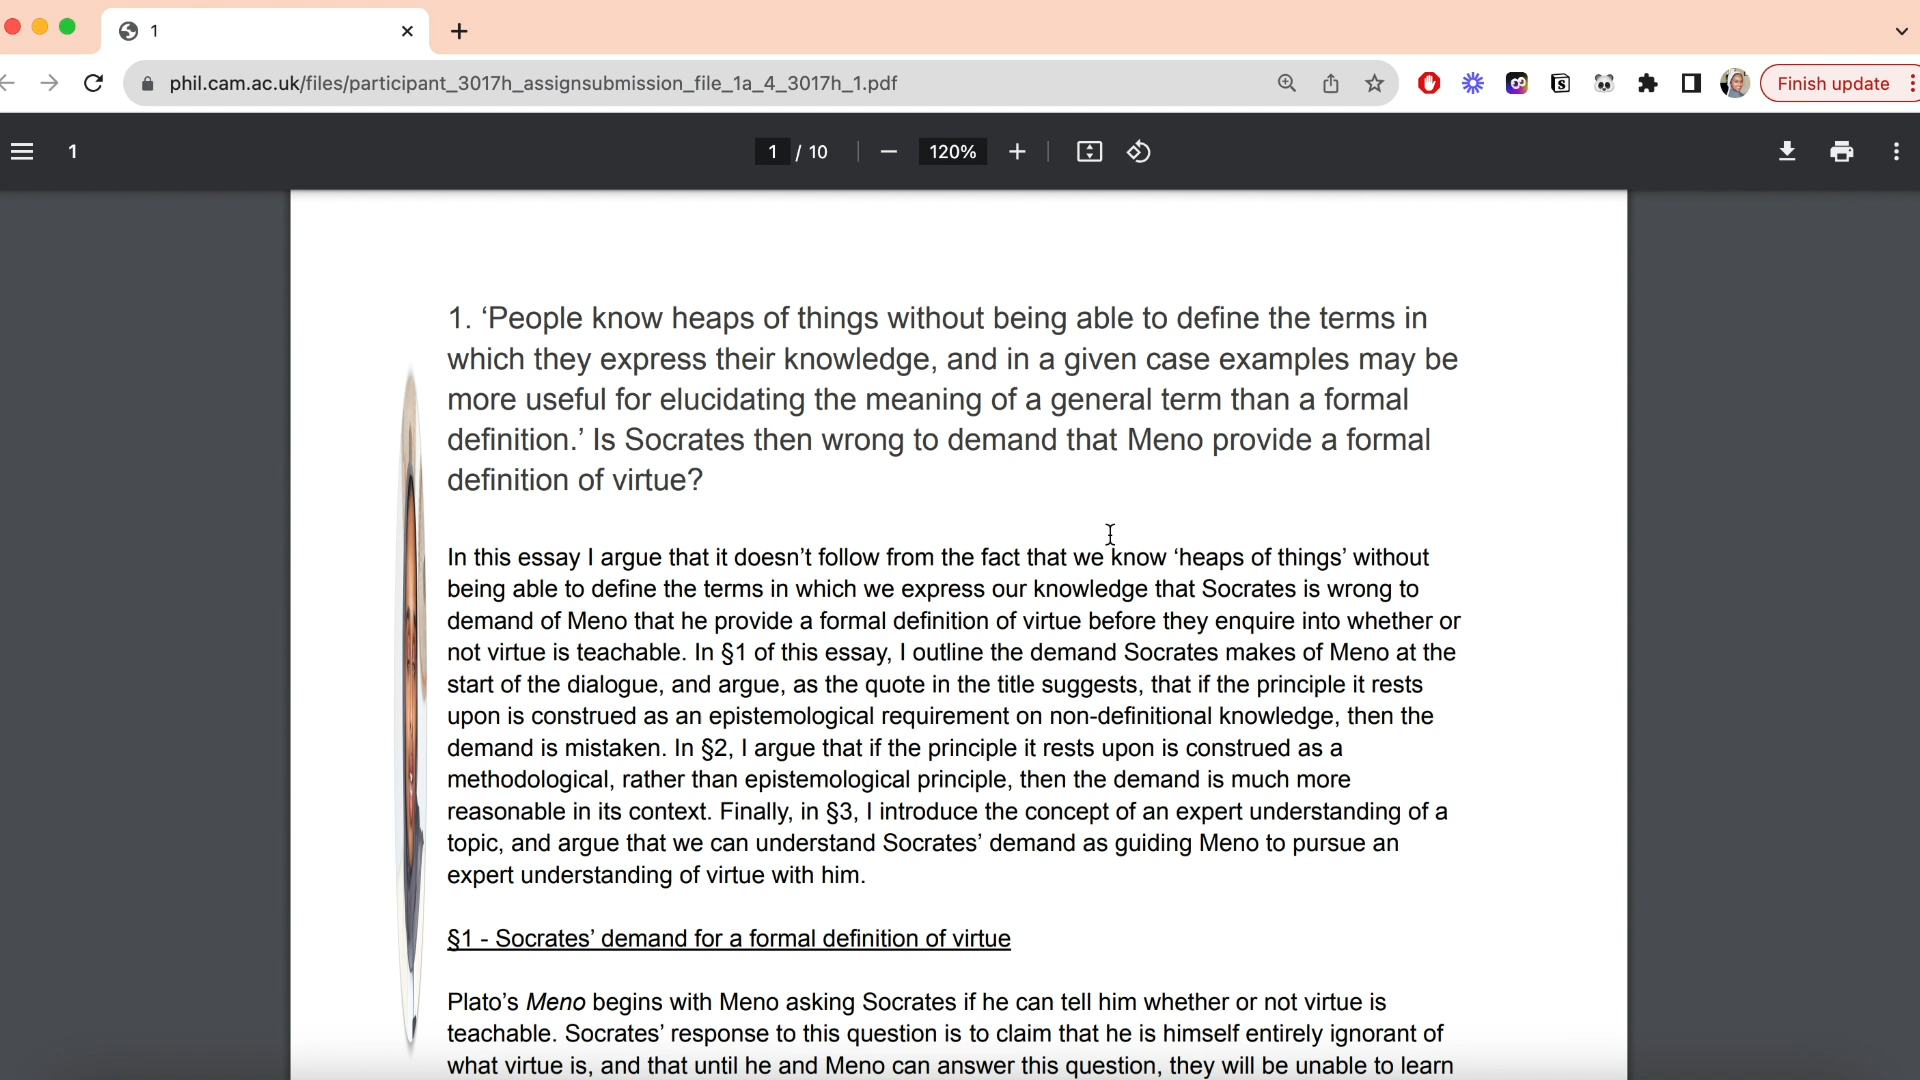 1
phil.cam.ac.uk/files/participant_3017h_assignsubmission_file_1a_4_3017h_1.pdf
Finish update
1
1 / 10
120%
1. ‘People know heaps of things without being able to define the terms in
which they express their knowledge, and in a given case examples may be
more useful for elucidating the meaning of a general term than a formal
definition.’ Is Socrates then wrong to demand that Meno provide a formal
definition of virtue?
In this essay I argue that it doesn’t follow from the fact that we know ‘heaps of things’ without
being able to define the terms in which we express our knowledge that Socrates is wrong to
demand of Meno that he provide a formal definition of virtue before they enquire into whether or
not virtue is teachable. In §1 of this essay, I outline the demand Socrates makes of Meno at the
start of the dialogue, and argue, as the quote in the title suggests, that if the principle it rests
upon is construed as an epistemological requirement on non-definitional knowledge, then the
demand is mistaken. In §2, I argue that if the principle it rests upon is construed as a
methodological, rather than epistemological principle, then the demand is much more
reasonable in its context. Finally, in §3, I introduce the concept of an expert understanding of a
topic, and argue that we can understand Socrates’ demand as guiding Meno to pursue an
expert understanding of virtue with him.
§1 - Socrates’ demand for a formal definition of virtue
Plato’s Meno begins with Meno asking Socrates if he can tell him whether or not virtue is
teachable. Socrates’ response to this question is to claim that he is himself entirely ignorant of
what virtue is, and that until he and Meno can answer this question, they will be unable to learn